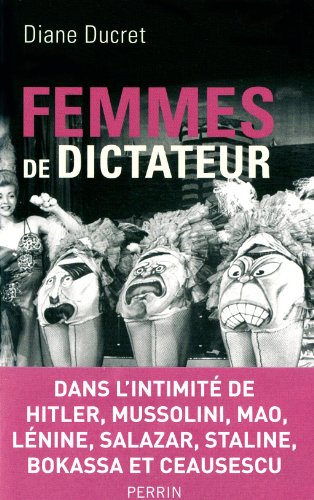 Diane Ducret
FEMMES
DE DICTATEUR
DANS L'INTIMITÉ DE
HITLER, MUSSOLINI, MAO,
LÉNINE, SALAZAR, STALINE,
BOKASSA ET CEAUSESCU
PERRIN